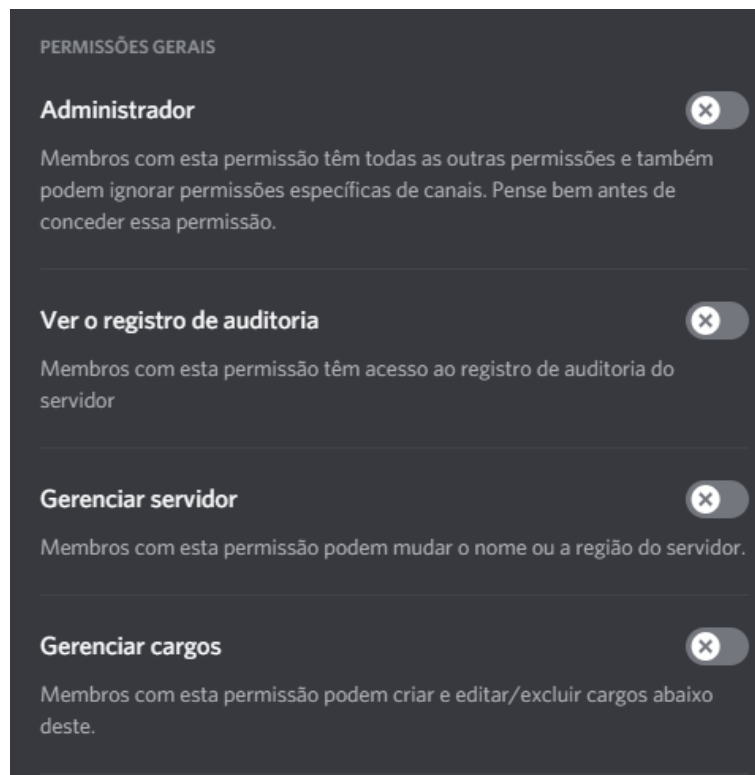 PERMISSÕES GERAIS
Administrador
Membros com esta permissão têm todas as outras permissões e também
podem ignorar permissões específicas de canais. Pense bem antes de
conceder essa permissão.
Ver o registro de auditoria
Membros com esta permissão têm acesso ao registro de auditoria do
servidor
Gerenciar servidor
Membros com esta permissão podem mudar o nome ou a região do servidor.
Gerenciar cargos
Membros com esta permissão podem criar e editar/excluir cargos abaixo
deste.